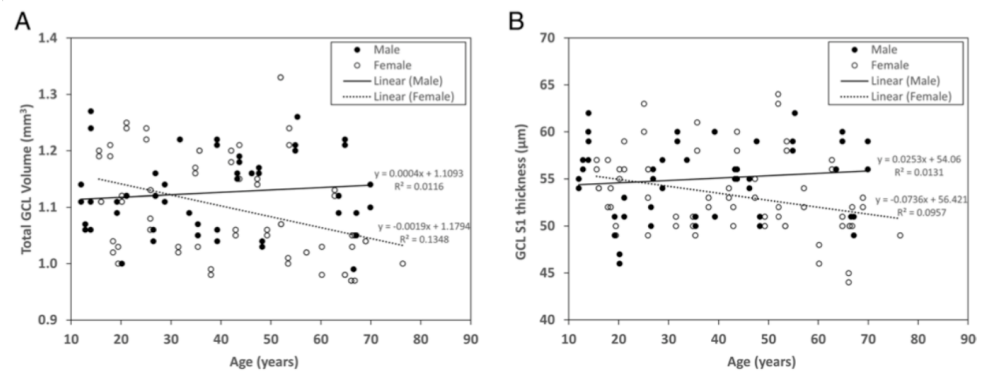 A
1.4
1.3
1.2
1.1
1.0
0.9
Total GCL Volume (mm³)
10 20 30 40 50 60 70 80 90
Age (years)
Male
Female
Linear (Male)
Linear (Female)
y = 0.0004x + 1.1093
R² = 0.0116
y = -0.0019x + 1.1794
R² = 0.1348
B
70
65
60
55
50
45
40
GCL S1 thickness (µm)
10 20 30 40 50 60 70 80 90
Age (years)
Male
Female
Linear (Male)
Linear (Female)
y = 0.0253x + 54.06
R² = 0.0131
y = -0.0736x + 56.421
R² = 0.0957